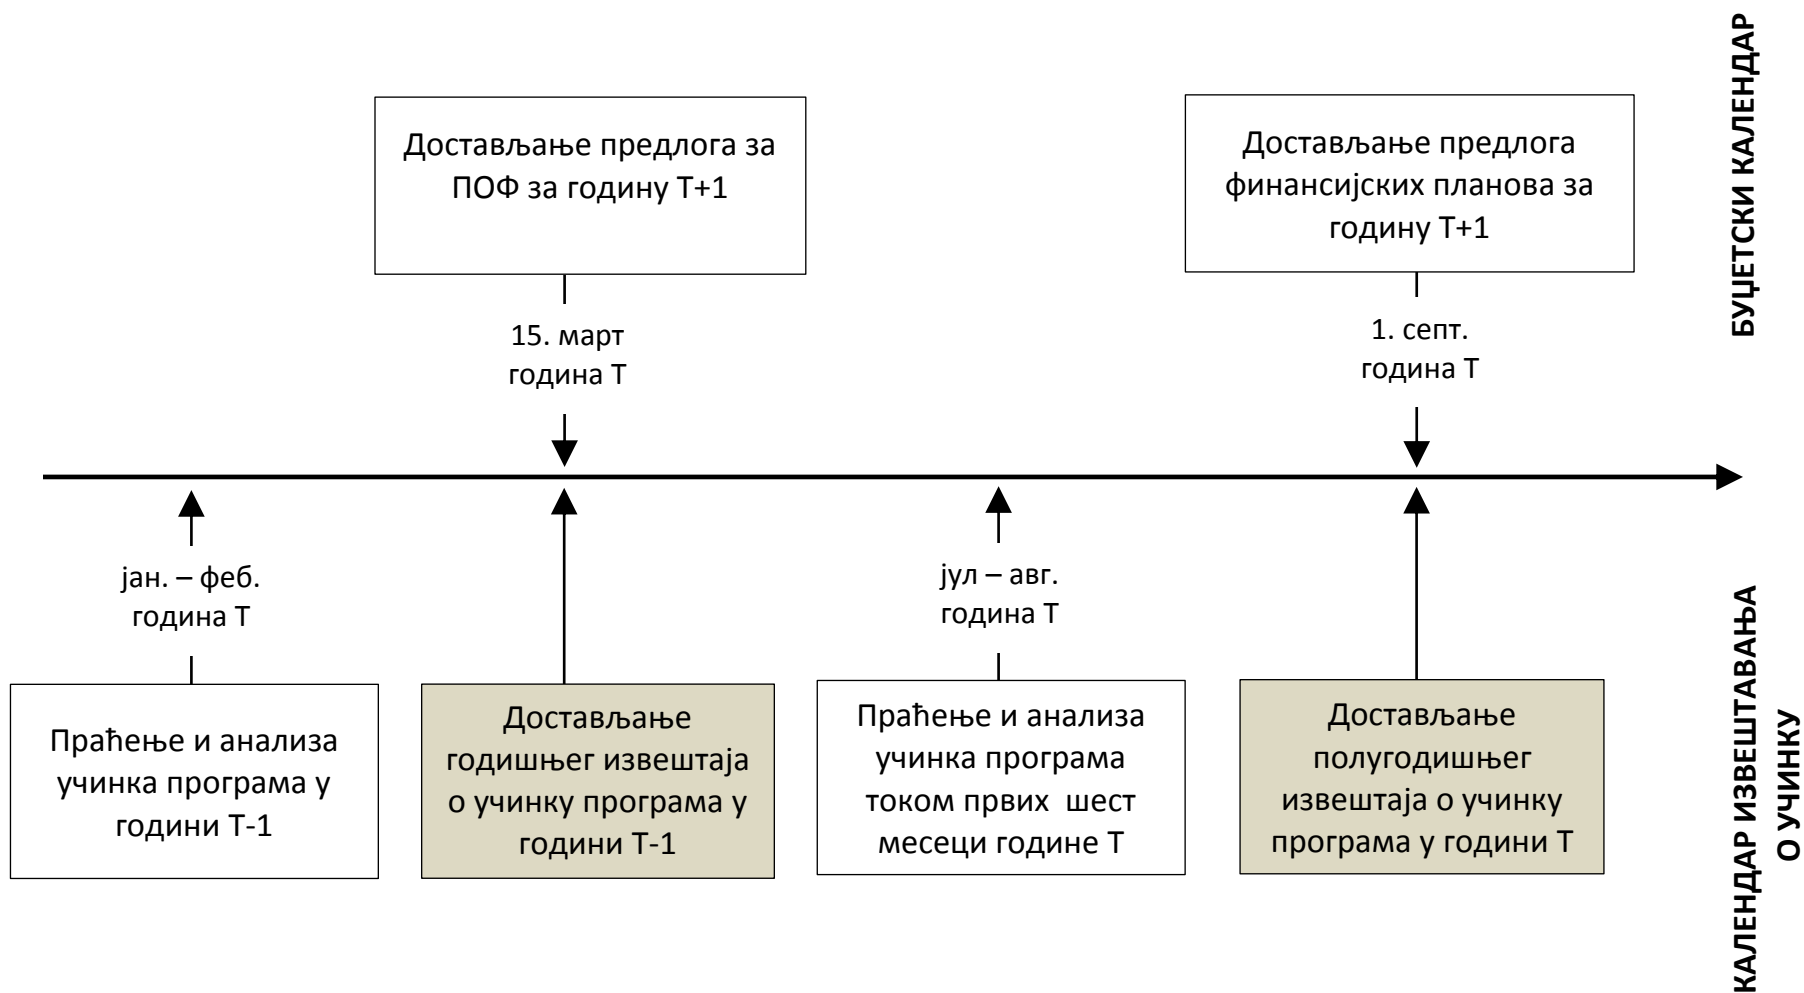 БУЏЕТСКИ КАЛЕНДАР
Достављање предлога за
ПОФ за годину Т+1
Достављање предлога
финансијских планова за
годину Т+1
15. март
година Т
1. септ.
година Т
јан. – феб.
година Т
јул – авг.
година Т
Праћење и анализа
учинка програма у
години Т-1
Достављање
годишњег извештаја
о учинку програма у
години Т-1
Праћење и анализа
учинка програма
током првих шест
месеци године Т
Достављање
полугодишњег
извештаја о учинку
програма у години Т
КАЛЕНДАР ИЗВЕШТАВАЊА
О УЧИНКУ